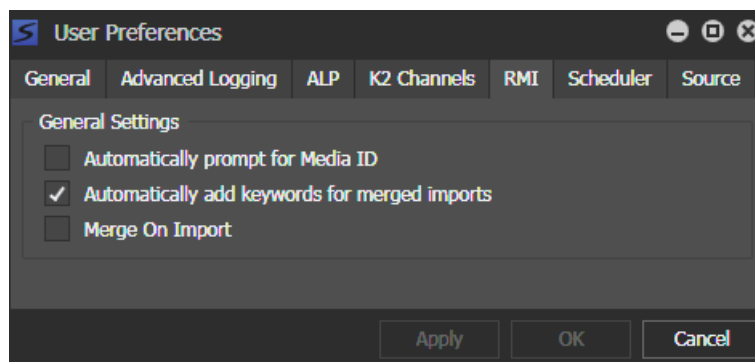 User Preferences
General Advanced Logging ALP K2 Channels RMI Scheduler Source
General Settings
Automatically prompt for Media ID
Automatically add keywords for merged imports
Merge On Import
Apply OK Cancel